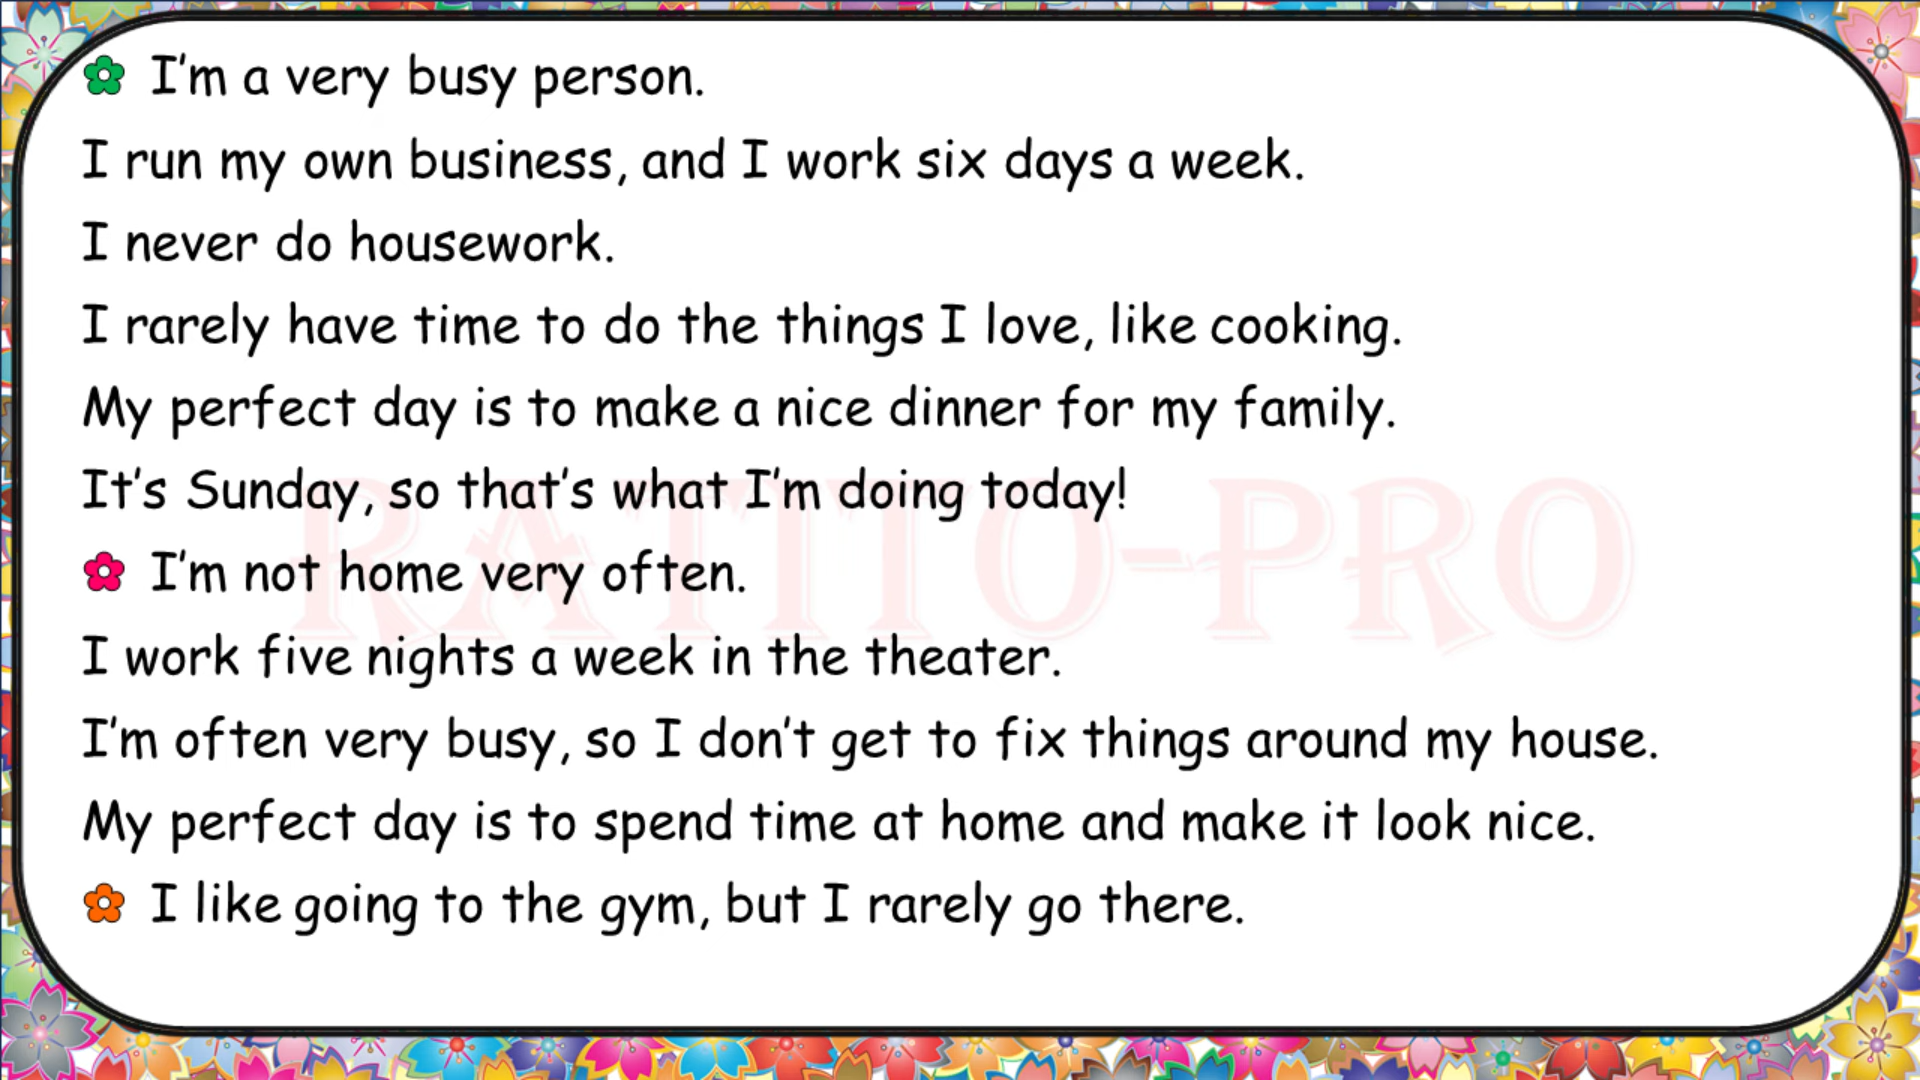 I'm a very busy person.
I run my own business, and I work six days a week.
I never do housework.
I rarely have time to do the things I love, like cooking.
My perfect day is to make a nice dinner for my family.
It's Sunday, so that's what I'm doing today!
I'm not home very often.
I work five nights a week in the theater.
I'm often very busy, so I don't get to fix things around my house.
My perfect day is to spend time at home and make it look nice.
I like going to the gym, but I rarely go there.
RATITO-PRO